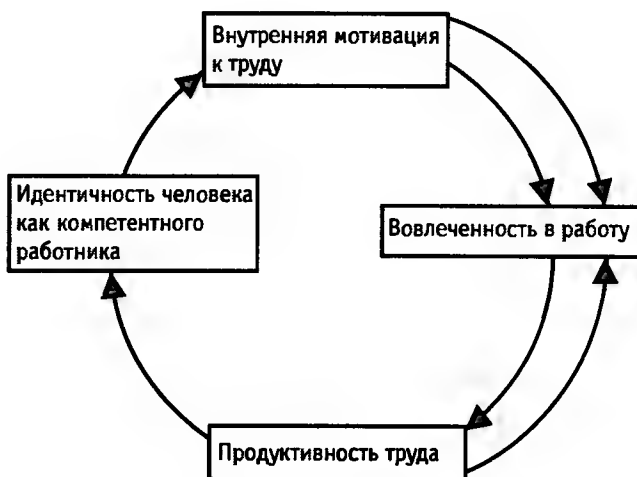 Внутренняя мотивация
к труду
Идентичность человека
как компетентного
работника
Вовлеченность в работу
Продуктивность труда